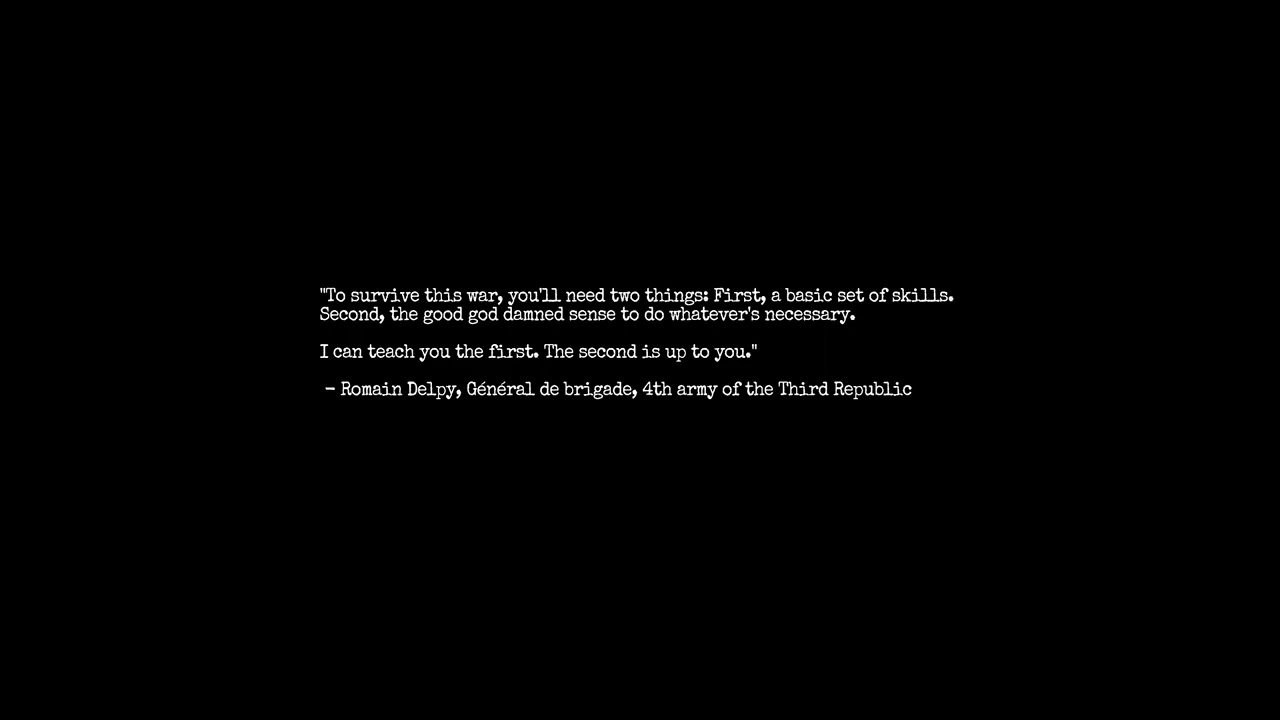 "To survive this war, you'll need two things: First, a basic set of skills.
Second, the good god damned sense to do whatever's necessary.
I can teach you the first. The second is up to you."
– Romain Delpy, Général de brigade, 4th army of the Third Republic